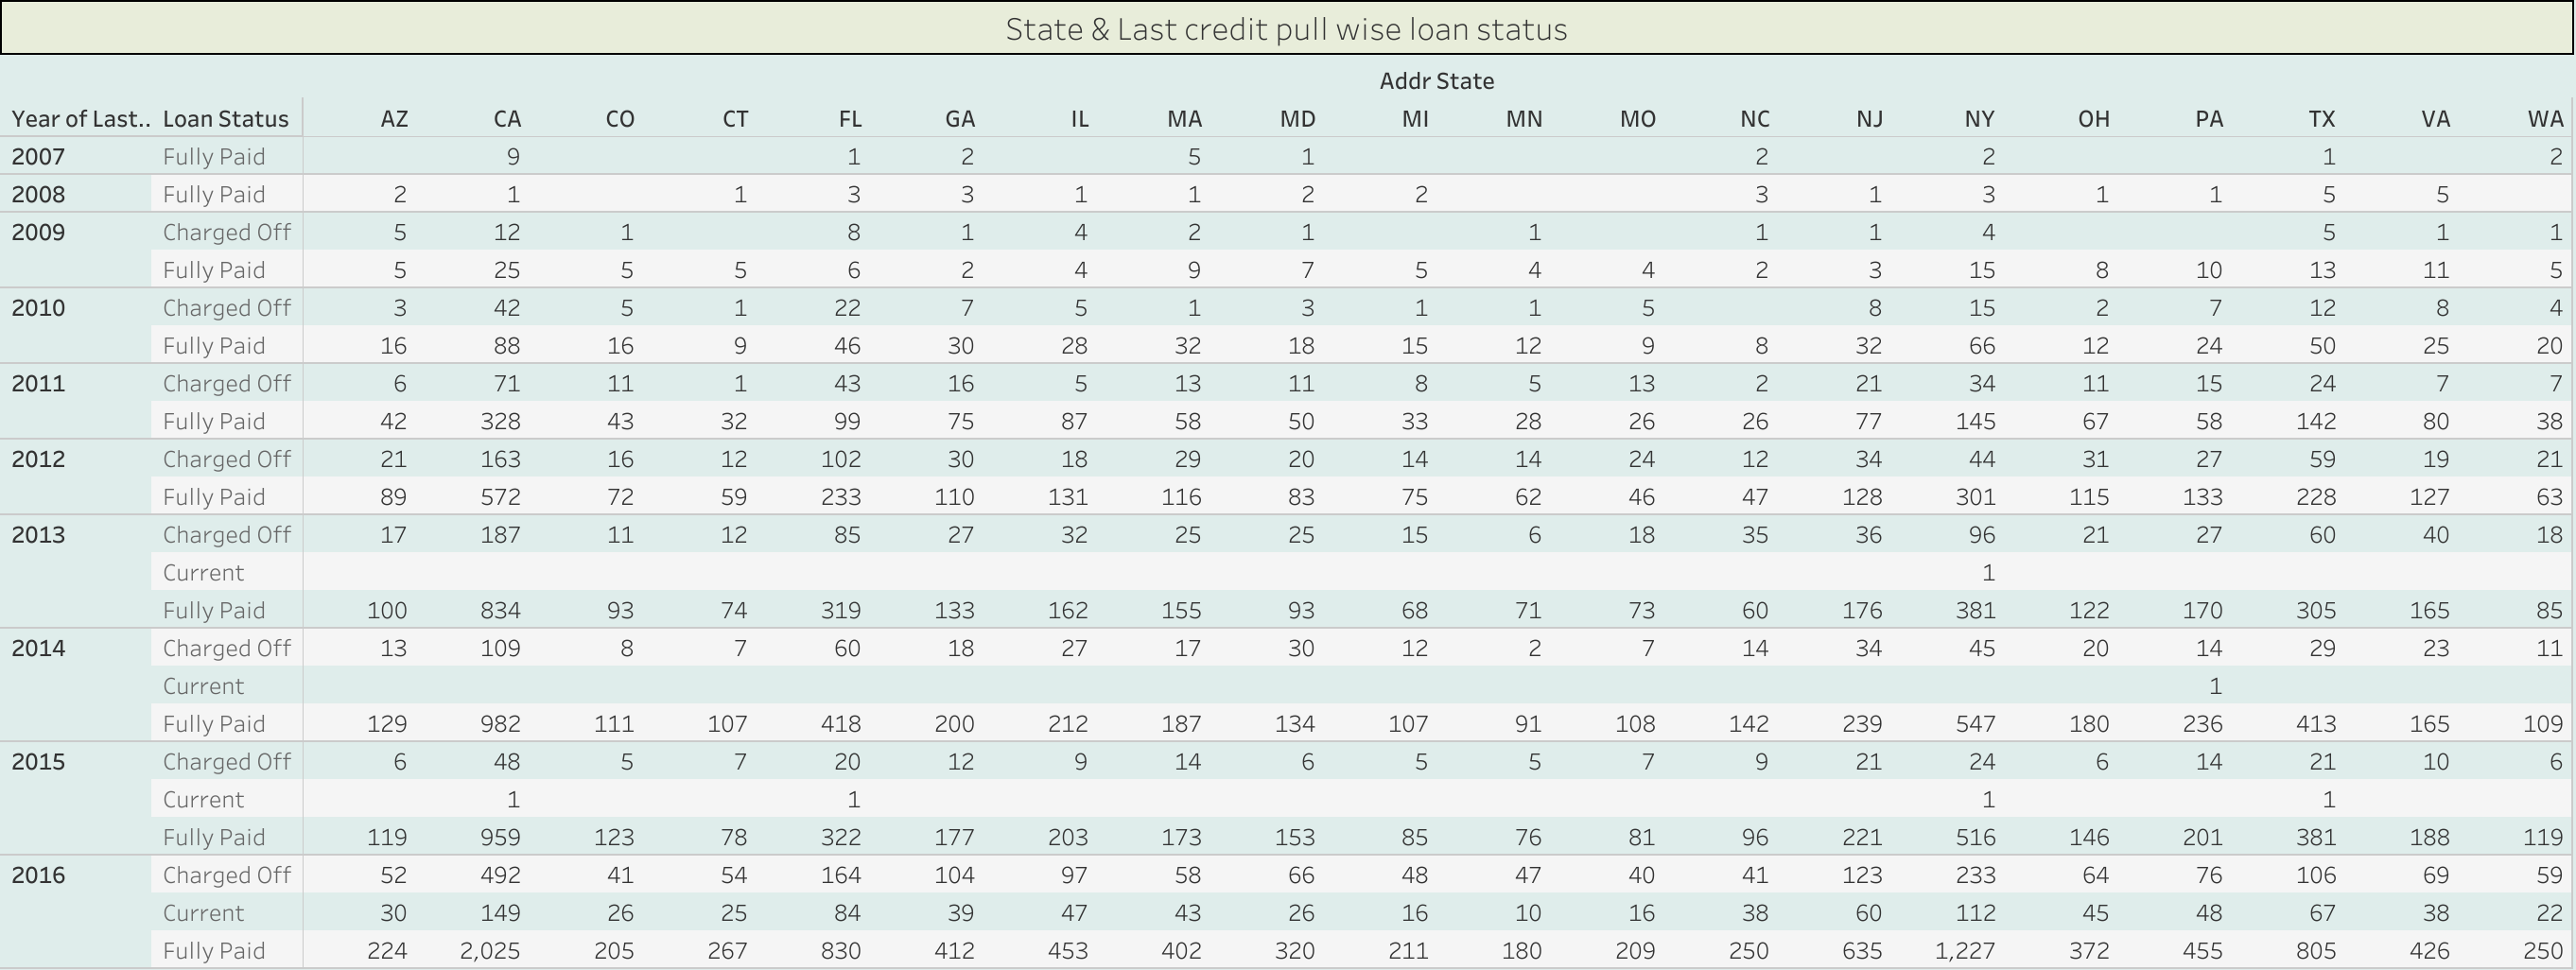 State & Last credit pull wise loan status
Addr State
Year of Last.. Loan Status AZ CA CO CT FL GA IL MA MD MI MN MO NC NJ NY OH PA TX VA WA
2007 Fully Paid 9 1 2 5 1 2 2 1 2
2008 Fully Paid 2 1 1 3 3 1 1 2 2 3 1 3 1 1 5 5
2009 Charged Off 5 12 1 8 1 4 2 1 1 1 1 4 5 1 1
Fully Paid 5 25 5 5 6 2 4 9 7 5 4 4 2 3 15 8 10 13 11 5
2010 Charged Off 3 42 5 1 22 7 5 1 3 1 1 5 8 15 2 7 12 8 4
Fully Paid 16 88 16 9 46 30 28 32 18 15 12 9 8 32 66 12 24 50 25 20
2011 Charged Off 6 71 11 1 43 16 5 13 11 8 5 13 2 21 34 11 15 24 7 7
Fully Paid 42 328 43 32 99 75 87 58 50 33 28 26 26 77 145 67 58 142 80 38
2012 Charged Off 21 163 16 12 102 30 18 29 20 14 14 24 12 34 44 31 27 59 19 21
Fully Paid 89 572 72 59 233 110 131 116 83 75 62 46 47 128 301 115 133 228 127 63
2013 Charged Off 17 187 11 12 85 27 32 25 25 15 6 18 35 36 96 21 27 60 40 18
Current 1
Fully Paid 100 834 93 74 319 133 162 155 93 68 71 73 60 176 381 122 170 305 165 85
2014 Charged Off 13 109 8 7 60 18 27 17 30 12 2 7 14 34 45 20 14 29 23 11
Current 1
Fully Paid 129 982 111 107 418 200 212 187 134 107 91 108 142 239 547 180 236 413 165 109
2015 Charged Off 6 48 5 7 20 12 9 14 6 5 5 7 9 21 24 6 14 21 10 6
Current 1 1 1 1
Fully Paid 119 959 123 78 322 177 203 173 153 85 76 81 96 221 516 146 201 381 188 119
2016 Charged Off 52 492 41 54 164 104 97 58 66 48 47 40 41 123 233 64 76 106 69 59
Current 30 149 26 25 84 39 47 43 26 16 10 16 38 60 112 45 48 67 38 22
Fully Paid 224 2,025 205 267 830 412 453 402 320 211 180 209 250 635 1,227 372 455 805 426 250